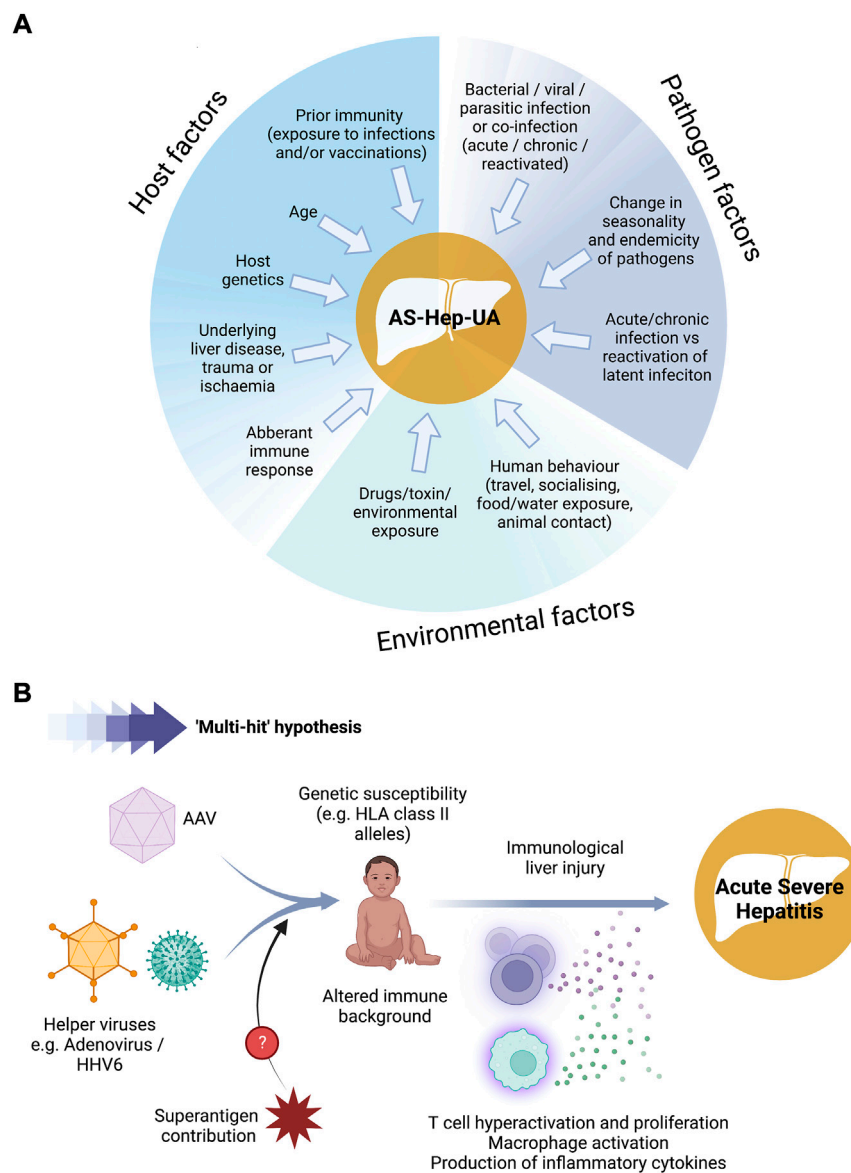 A
Host factors
Pathogen factors
Environmental factors
Prior immunity
(exposure to infections
and/or vaccinations)
Age
Host
genetics
Underlying
liver disease,
trauma or
ischaemia
Abberant
immune
response
Bacterial / viral /
parasitic infection
or co-infection
(acute / chronic /
reactivated)
Change in
seasonality
and endemicity
of pathogens
Acute/chronic
infection vs
reactivation of
latent infeciton
AS-Hep-UA
Drugs/toxin/
environmental
exposure
Human behaviour
(travel, socialising,
food/water exposure,
animal contact)
B
'Multi-hit' hypothesis
AAV
Helper viruses
e.g. Adenovirus /
HHV6
?
Superantigen
contribution
Genetic susceptibility
(e.g. HLA class II
alleles)
Altered immune
background
Immunological
liver injury
T cell hyperactivation and proliferation
Macrophage activation
Production of inflammatory cytokines
Acute Severe
Hepatitis